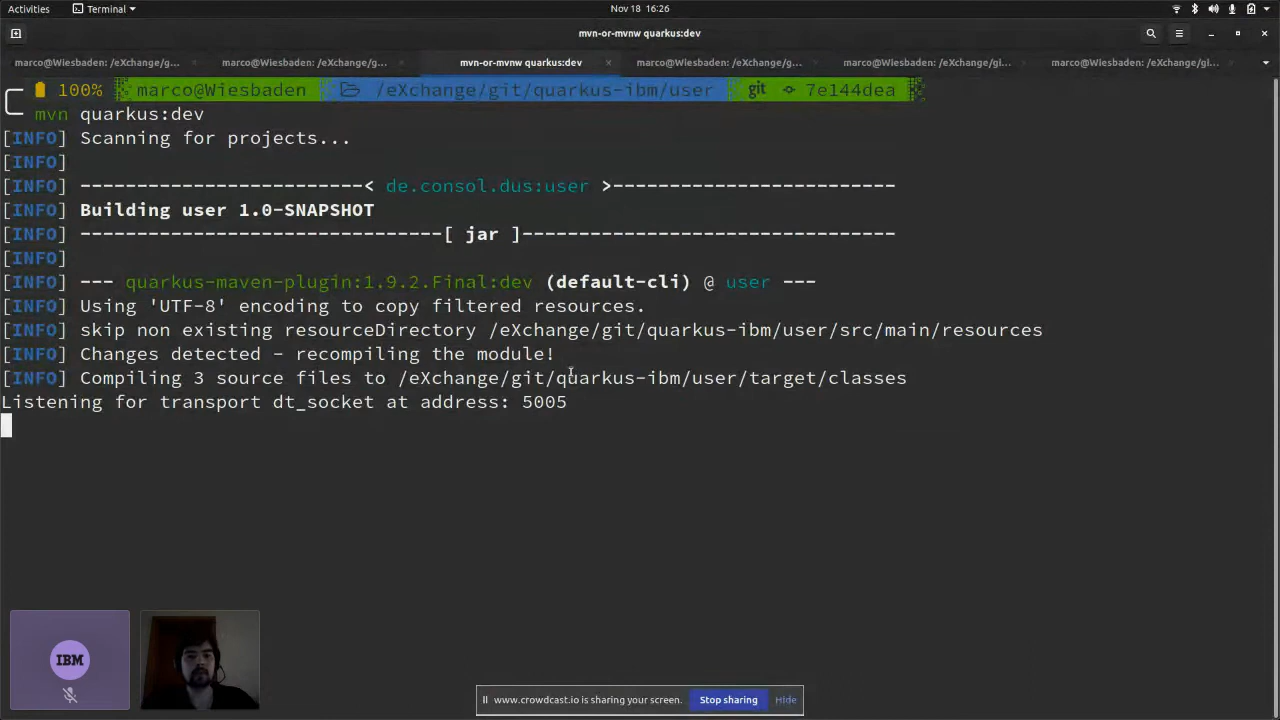 Activities
Terminal
Nov 18 16:26
mvn-or-mvnw quarkus:dev
marco@Wiesbaden: /eXchange/g...
marco@Wiesbaden: /eXchange/g...
mvn-or-mvnw quarkus:dev
marco@Wiesbaden: /eXchange/g...
marco@Wiesbaden: /eXchange/gl...
marco@Wiesbaden: /eXchange/gl...
100% marco@Wiesbaden /eXchange/git/quarkus-ibm/user git 7e144dea
mvn quarkus:dev
[INFO] Scanning for projects...
[INFO]
[INFO] -------------------------< de.consol.dus:user >-------------------------
[INFO] Building user 1.0-SNAPSHOT
[INFO] --------------------------------[ jar ]---------------------------------
[INFO]
[INFO] --- quarkus-maven-plugin:1.9.2.Final:dev (default-cli) @ user ---
[INFO] Using 'UTF-8' encoding to copy filtered resources.
[INFO] skip non existing resourceDirectory /eXchange/git/quarkus-ibm/user/src/main/resources
[INFO] Changes detected - recompiling the module!
[INFO] Compiling 3 source files to /eXchange/git/quarkus-ibm/user/target/classes
Listening for transport dt_socket at address: 5005
IBM
www.crowdcast.io is sharing your screen.
Stop sharing
Hide